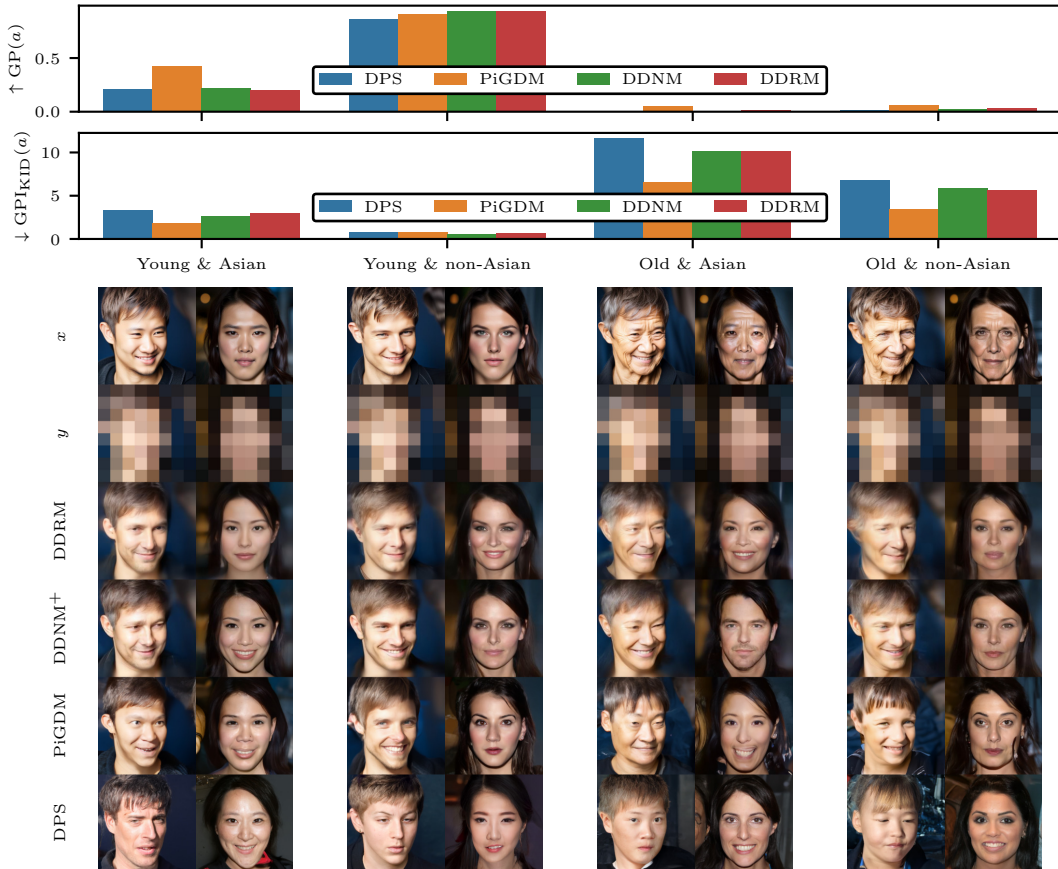 ↑ GP(a)
0.5
0.0
DPS PiGDM DDNM DDRM
↓ GPI_KID(a)
10
5
0
DPS PiGDM DDNM DDRM
Young & Asian Young & non-Asian Old & Asian Old & non-Asian
x
y
DDRM
DDNM⁺
PiGDM
DPS